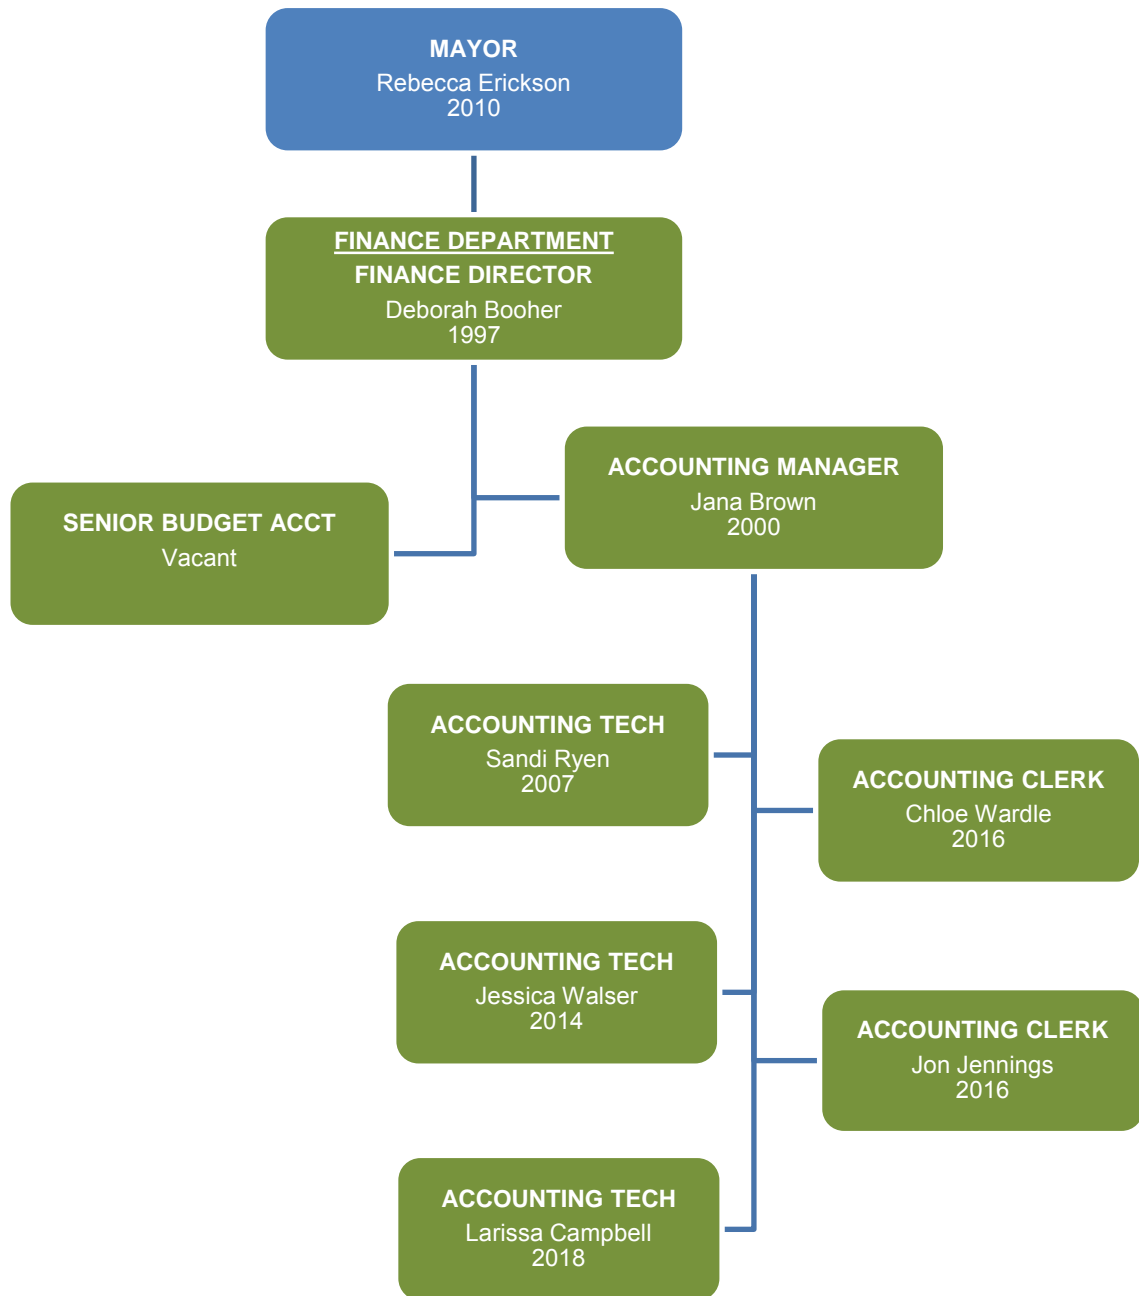 MAYOR
Rebecca Erickson
2010
FINANCE DEPARTMENT
FINANCE DIRECTOR
Deborah Booher
1997
ACCOUNTING MANAGER
Jana Brown
2000
SENIOR BUDGET ACCT
Vacant
ACCOUNTING TECH
Sandi Ryen
2007
ACCOUNTING CLERK
Chloe Wardle
2016
ACCOUNTING TECH
Jessica Walser
2014
ACCOUNTING CLERK
Jon Jennings
2016
ACCOUNTING TECH
Larissa Campbell
2018